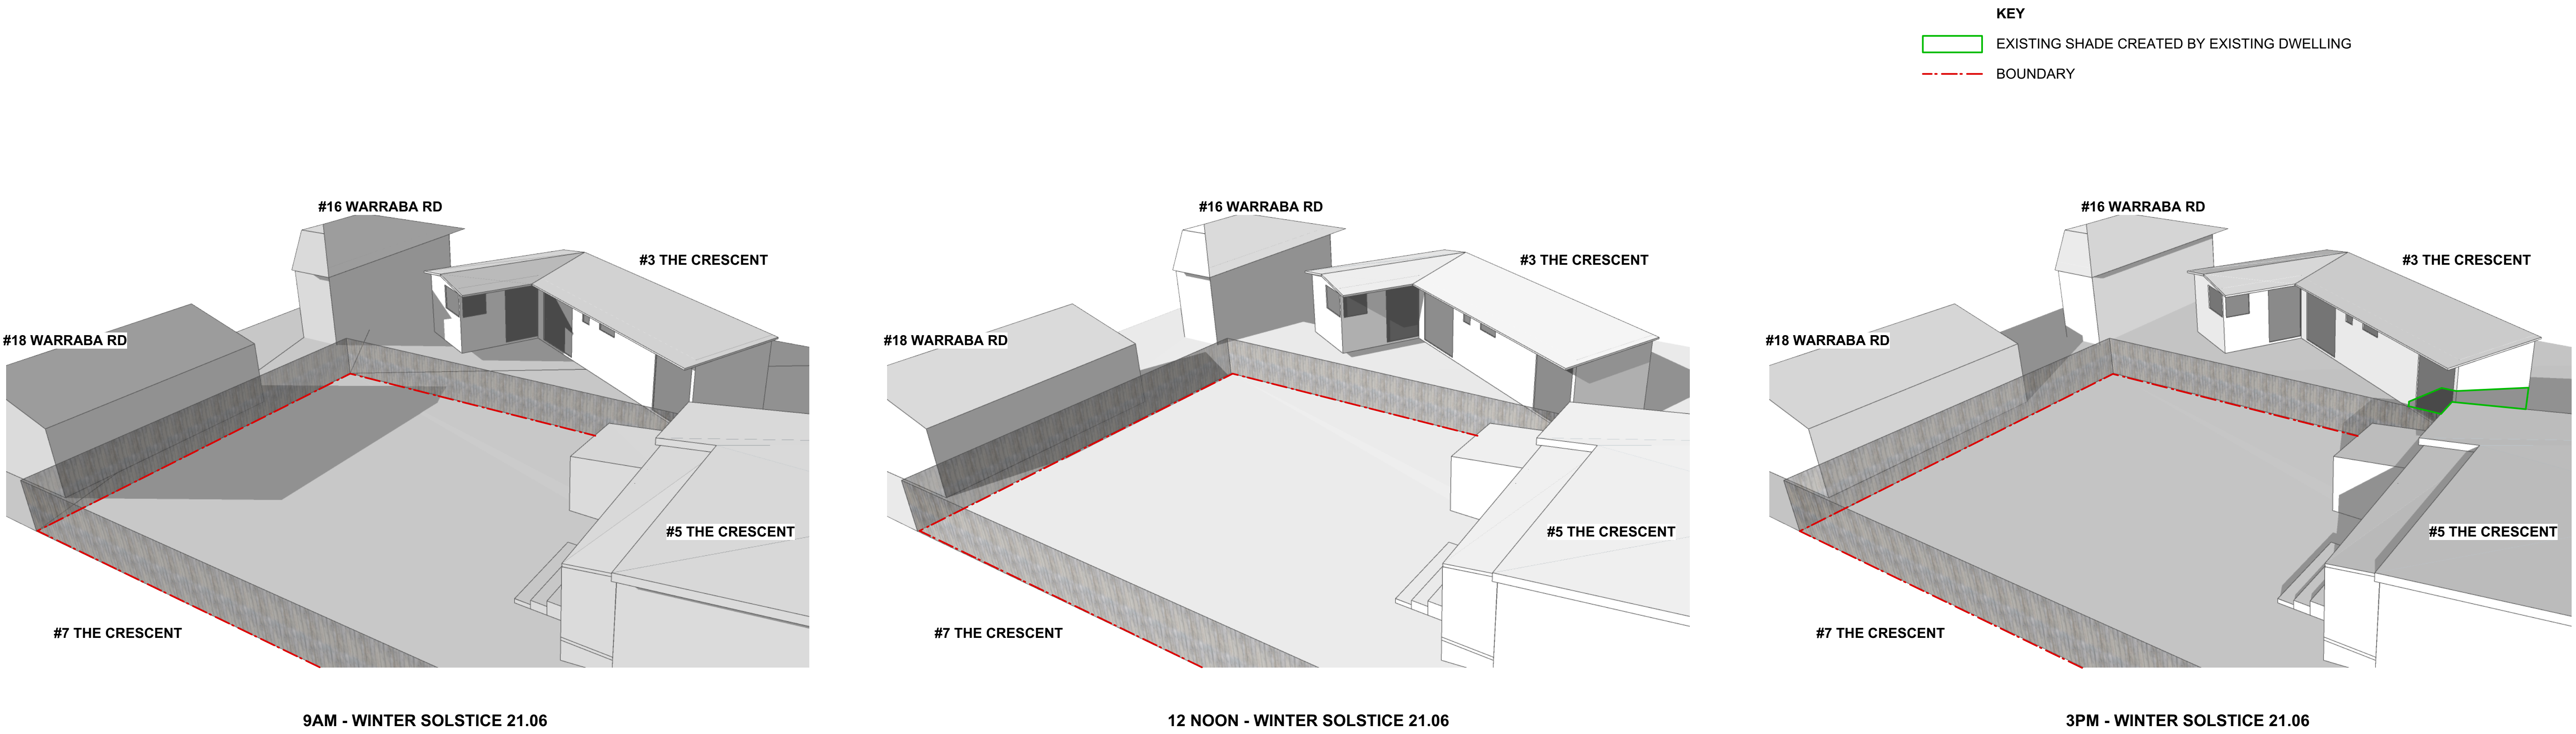 KEY
EXISTING SHADE CREATED BY EXISTING DWELLING
BOUNDARY
#16 WARRABA RD
#3 THE CRESCENT
#18 WARRABA RD
#5 THE CRESCENT
#7 THE CRESCENT
9AM - WINTER SOLSTICE 21.06
#16 WARRABA RD
#3 THE CRESCENT
#18 WARRABA RD
#5 THE CRESCENT
#7 THE CRESCENT
12 NOON - WINTER SOLSTICE 21.06
#16 WARRABA RD
#3 THE CRESCENT
#18 WARRABA RD
#5 THE CRESCENT
#7 THE CRESCENT
3PM - WINTER SOLSTICE 21.06